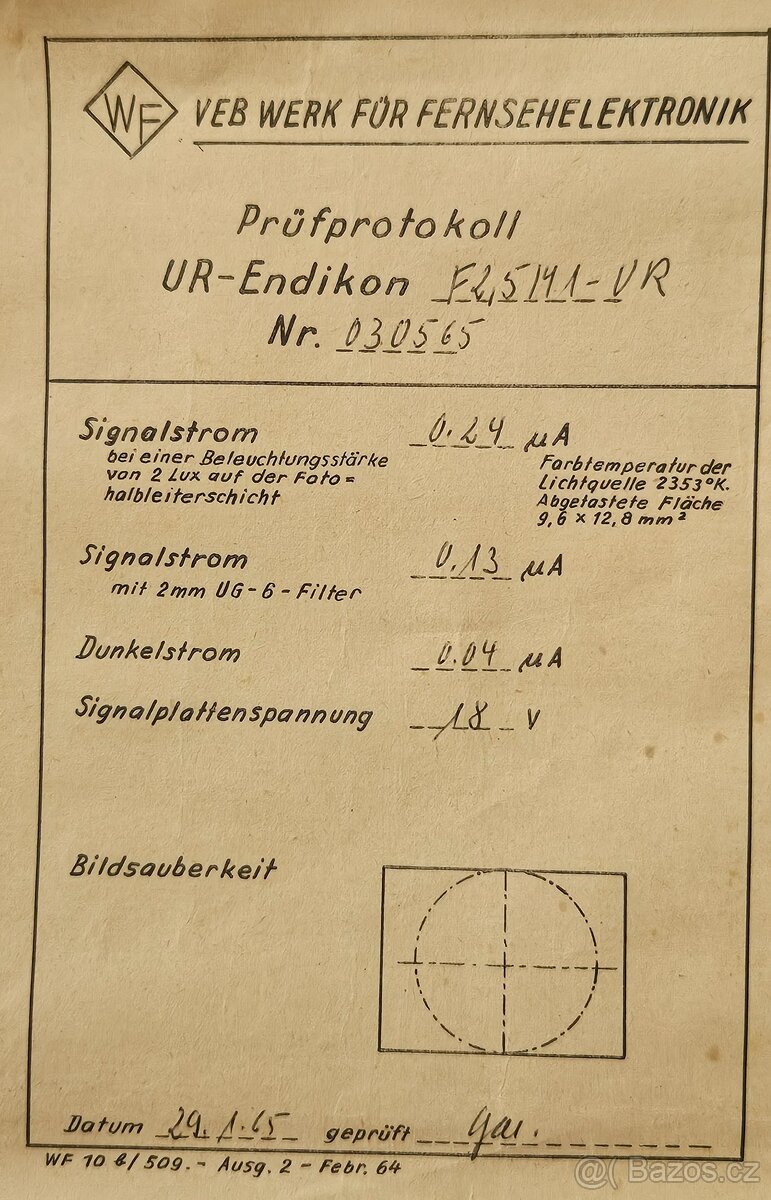 WF VEB WERK FÜR FERNSEHELEKTRONIK
Prüfprotokoll
UR-Endikon F2,5M1-UR
Nr. 030565
Signalstrom 0.24 µA
bei einer Beleuchtungsstärke
von 2 Lux auf der Foto=
halbleiterschicht
Farbtemperatur der
Lichtquelle 2353°K.
Abgetastete Fläche
9,6 x 12,8 mm²
Signalstrom 0.13 µA
mit 2mm UG-6-Filter
Dunkelstrom 0.04 µA
Signalplattenspannung 18 V
Bildsauberkeit
Datum 29.1.65 geprüft
WF 10 b/509.- Ausg. 2 - Febr. 64
@( Bazos.cz